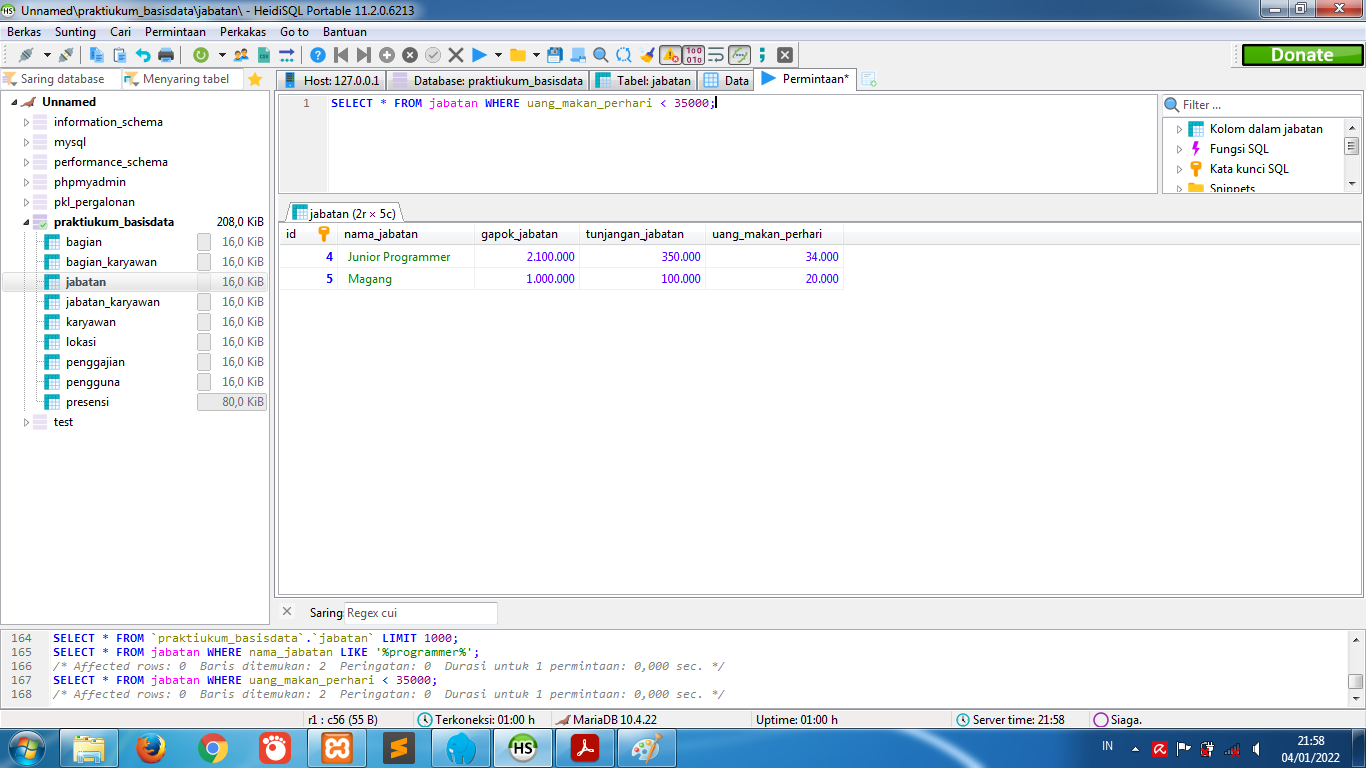 Unnamed\praktiukum_basisdata\jabatan\ - HeidiSQL Portable 11.2.0.6213
Berkas Sunting Cari Permintaan Perkakas Go to Bantuan
Donate
Saring database Menyaring tabel
Host: 127.0.0.1 Database: praktiukum_basisdata Tabel: jabatan Data Permintaan*
Unnamed
information_schema
mysql
performance_schema
phpmyadmin
pkl_pergalonan
praktiukum_basisdata 208,0 KiB
bagian 16,0 KiB
bagian_karyawan 16,0 KiB
jabatan 16,0 KiB
jabatan_karyawan 16,0 KiB
karyawan 16,0 KiB
lokasi 16,0 KiB
penggajian 16,0 KiB
pengguna 16,0 KiB
presensi 80,0 KiB
test
1 SELECT * FROM jabatan WHERE uang_makan_perhari < 35000;
Filter ...
Kolom dalam jabatan
Fungsi SQL
Kata kunci SQL
Snippets
jabatan (2r × 5c)
id nama_jabatan gapok_jabatan tunjangan_jabatan uang_makan_perhari
4 Junior Programmer 2.100.000 350.000 34.000
5 Magang 1.000.000 100.000 20.000
Saring: Regex cui
164 SELECT * FROM `praktiukum_basisdata`.`jabatan` LIMIT 1000;
165 SELECT * FROM jabatan WHERE nama_jabatan LIKE '%programmer%';
166 /* Affected rows: 0 Baris ditemukan: 2 Peringatan: 0 Durasi untuk 1 permintaan: 0,000 sec. */
167 SELECT * FROM jabatan WHERE uang_makan_perhari < 35000;
168 /* Affected rows: 0 Baris ditemukan: 2 Peringatan: 0 Durasi untuk 1 permintaan: 0,000 sec. */
r1 : c56 (55 B) Terkoneksi: 01:00 h MariaDB 10.4.22 Uptime: 01:00 h Server time: 21:58 Siaga.
HS
IN
21:58
04/01/2022